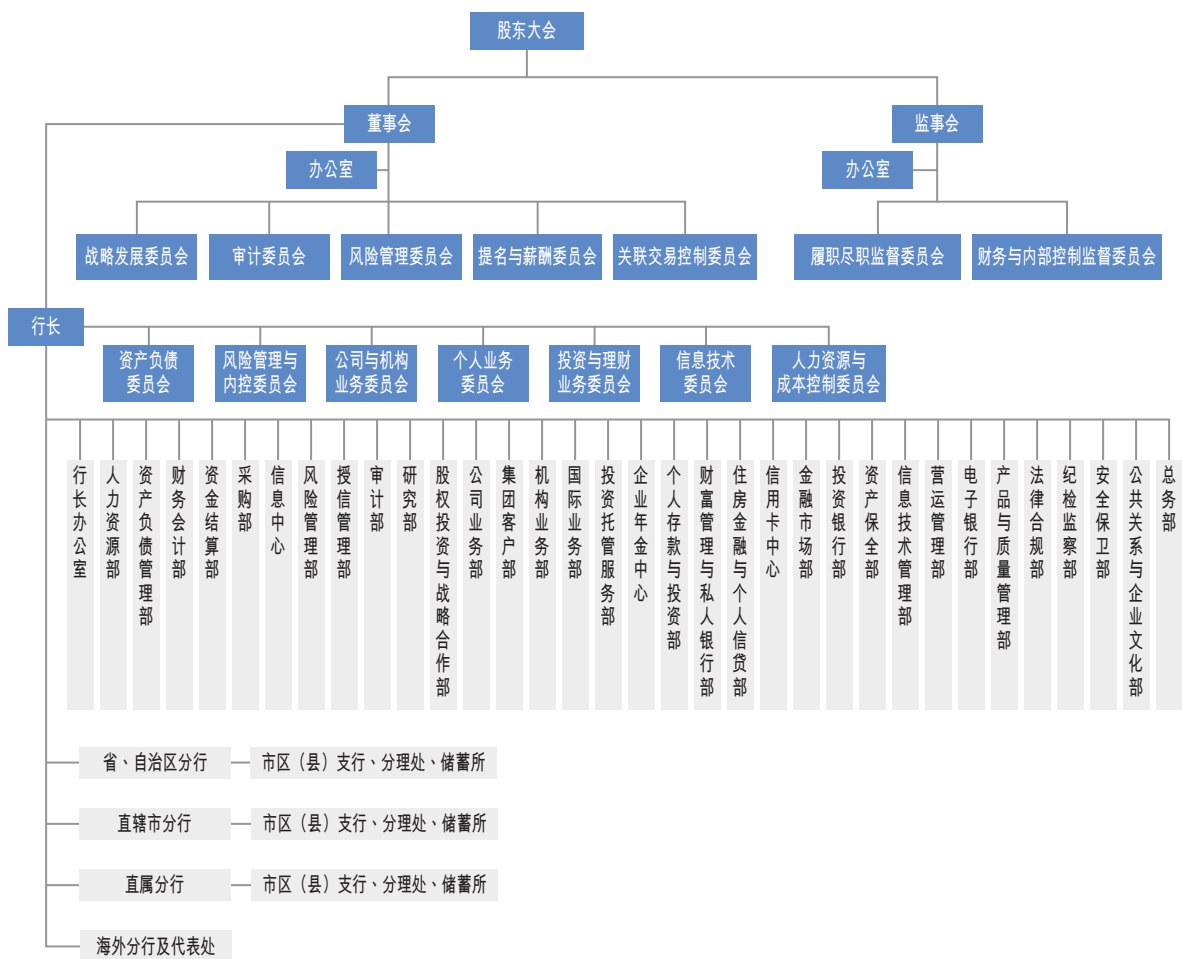 股东大会
董事会
监事会
办公室
办公室
战略发展委员会
审计委员会
风险管理委员会
提名与薪酬委员会
关联交易控制委员会
履职尽职监督委员会
财务与内部控制监督委员会
行长
资产负债
委员会
风险管理与
内控委员会
公司与机构
业务委员会
个人业务
委员会
投资与理财
业务委员会
信息技术
委员会
人力资源与
成本控制委员会
行长办公室
人力资源部
资产负债管理部
财务会计部
资金结算部
采购部
信息中心
风险管理部
授信管理部
审计部
研究部
股权投资与战略合作部
公司业务部
集团客户部
机构业务部
国际业务部
投资托管服务部
企业年金中心
个人存款与投资部
财富管理与私人银行部
住房金融与个人信贷部
信用卡中心
金融市场部
投资银行部
资产保全部
信息技术管理部
营运管理部
电子银行部
产品与质量管理部
法律合规部
纪检监察部
安全保卫部
公共关系与企业文化部
总务部
省、自治区分行
市区（县）支行、分理处、储蓄所
直辖市分行
市区（县）支行、分理处、储蓄所
直属分行
市区（县）支行、分理处、储蓄所
海外分行及代表处